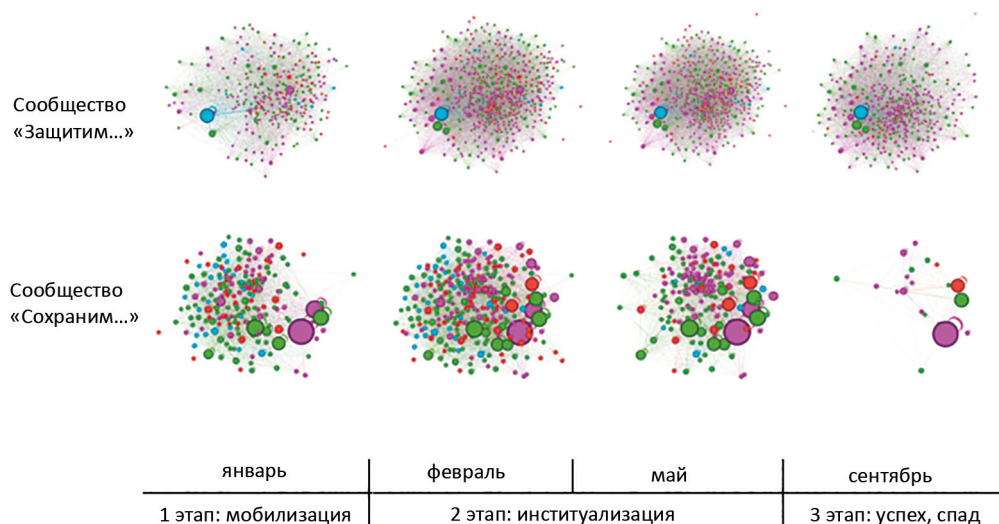 Сообщество
«Защитим...»
Сообщество
«Сохраним...»
январь
февраль
май
сентябрь
1 этап: мобилизация
2 этап: институализация
3 этап: успех, спад